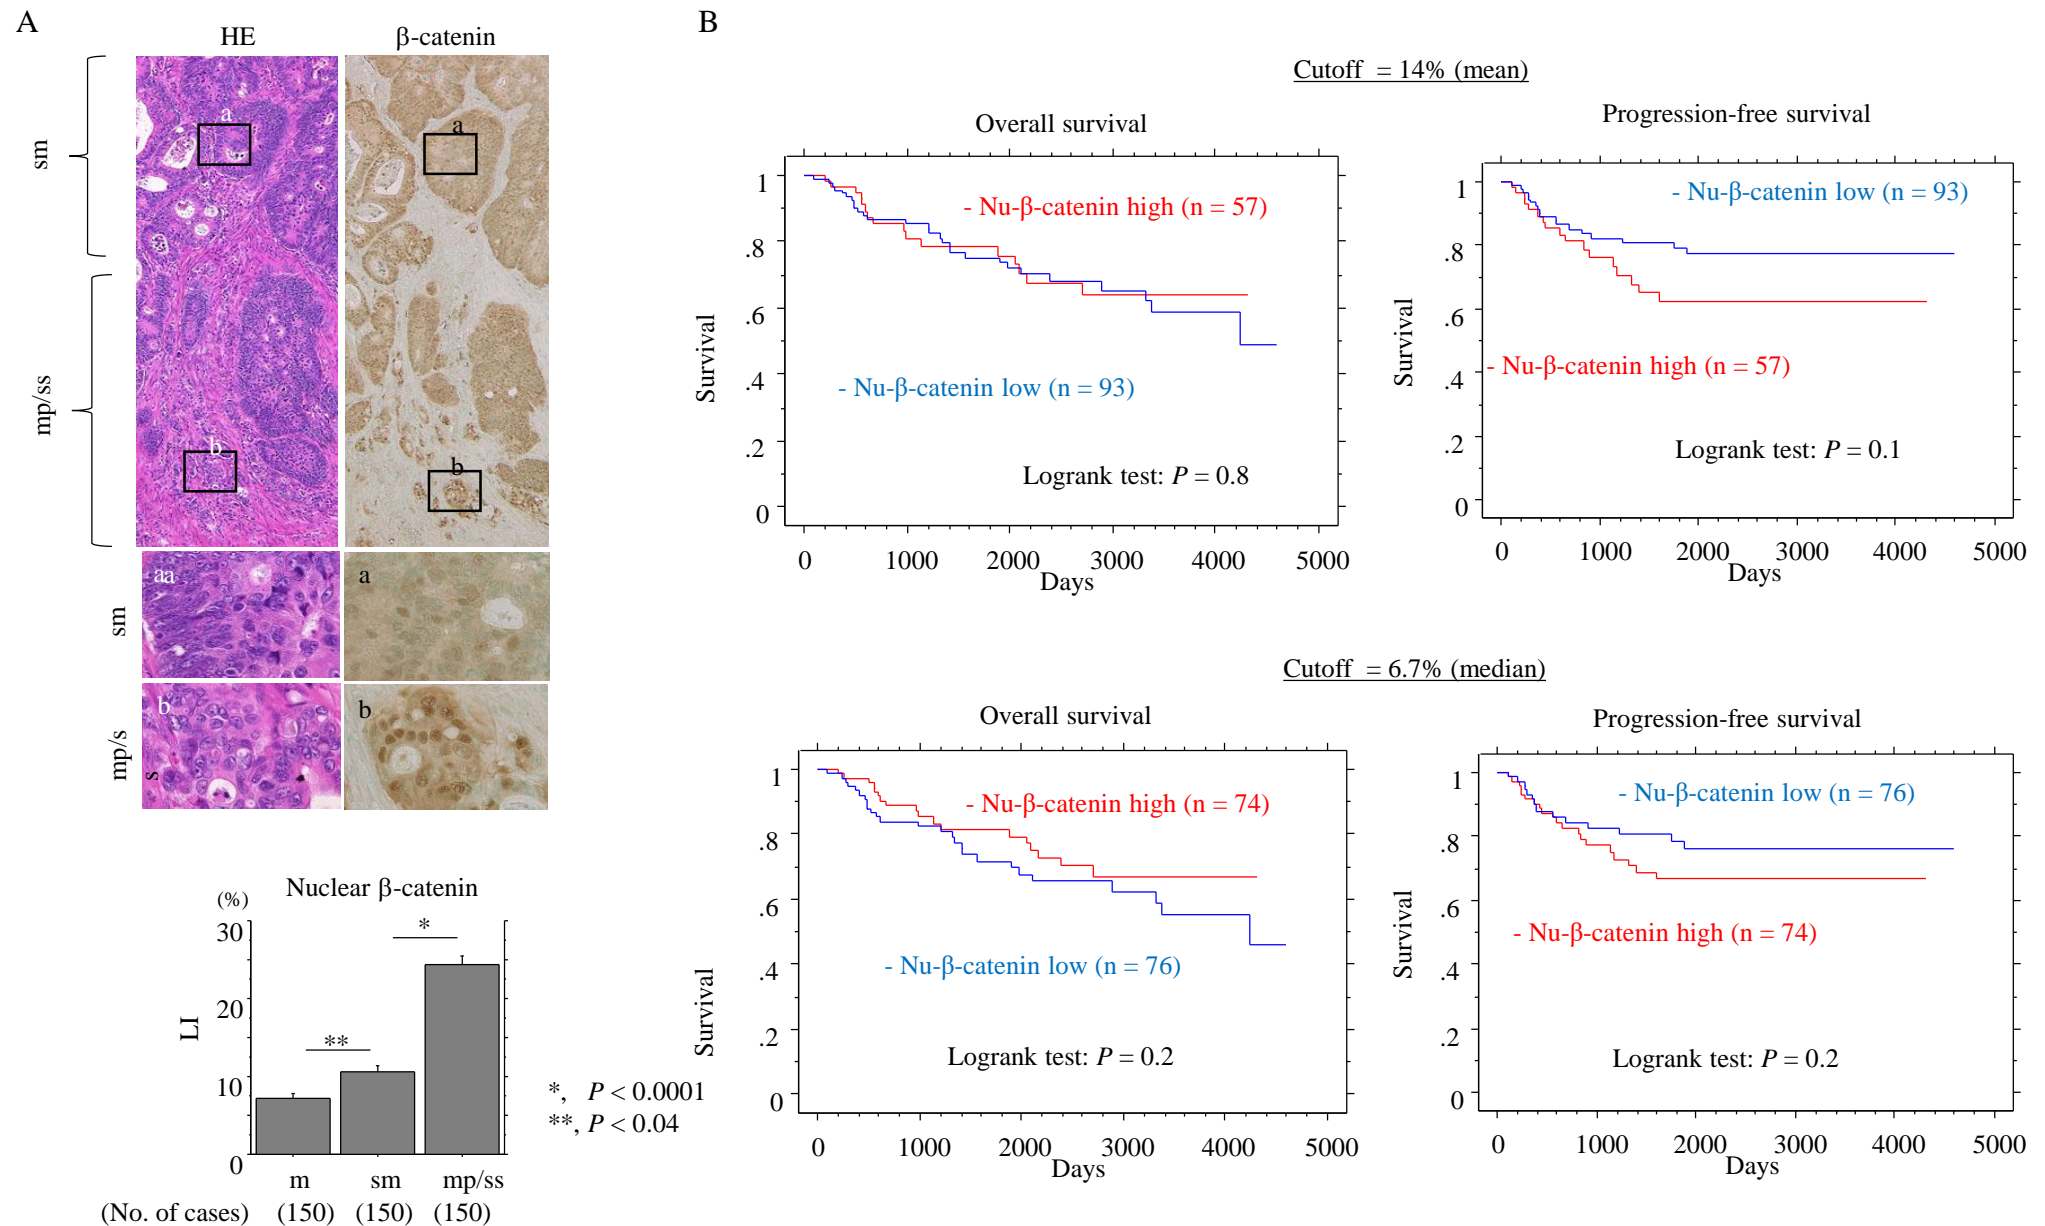 A
HE
β-catenin
sm
a
a
mp/ss
b
b
sm
aa
a
mp/s
s
b
b
Nuclear β-catenin
(%)
30
20
10
0
LI
*
**
m
sm
mp/ss
(No. of cases)
(150)
(150)
(150)
*, P < 0.0001
**, P < 0.04
B
Cutoff = 14% (mean)
Overall survival
Survival
1
.8
.6
.4
.2
0
- Nu-β-catenin high (n = 57)
- Nu-β-catenin low (n = 93)
Logrank test: P = 0.8
0
1000
2000
3000
4000
5000
Days
Progression-free survival
Survival
1
.8
.6
.4
.2
0
- Nu-β-catenin low (n = 93)
- Nu-β-catenin high (n = 57)
Logrank test: P = 0.1
0
1000
2000
3000
4000
5000
Days
Cutoff = 6.7% (median)
Overall survival
Survival
1
.8
.6
.4
.2
0
- Nu-β-catenin high (n = 74)
- Nu-β-catenin low (n = 76)
Logrank test: P = 0.2
0
1000
2000
3000
4000
5000
Days
Progression-free survival
Survival
1
.8
.6
.4
.2
0
- Nu-β-catenin low (n = 76)
- Nu-β-catenin high (n = 74)
Logrank test: P = 0.2
0
1000
2000
3000
4000
5000
Days